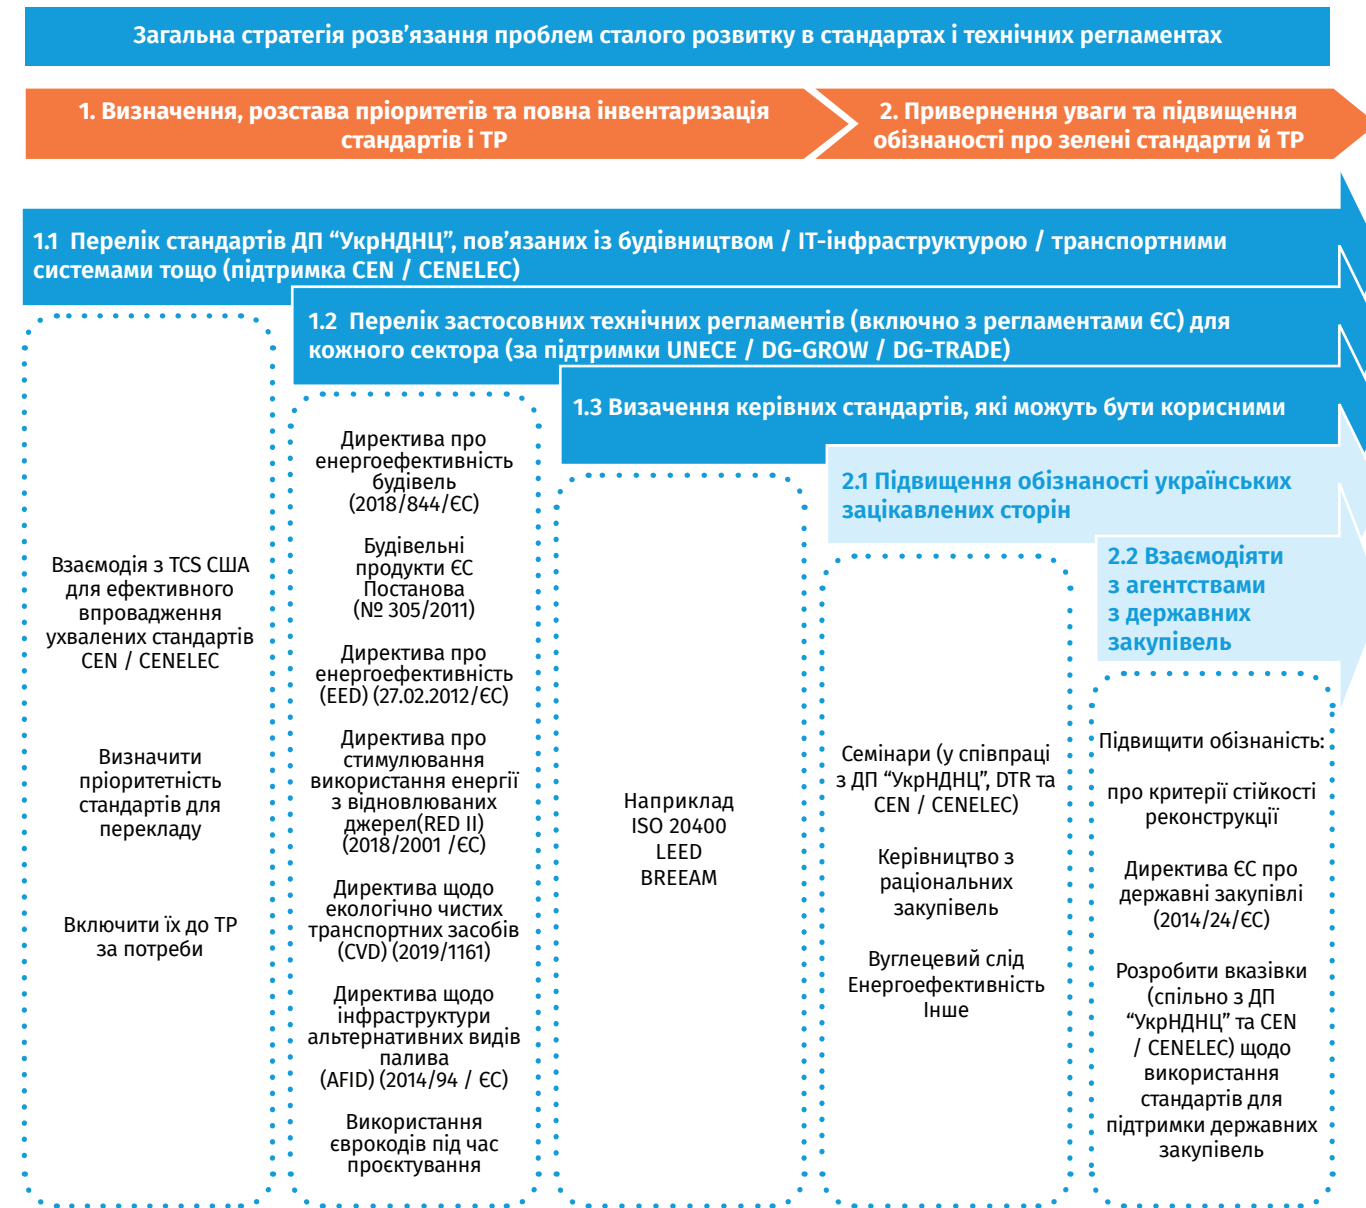 Загальна стратегія розв’язання проблем сталого розвитку в стандартах і технічних регламентах
1. Визначення, розстава пріоритетів та повна інвентаризація
стандартів і ТР
2. Привернення уваги та підвищення
обізнаності про зелені стандарти й ТР
1.1 Перелік стандартів ДП “УкрНДНЦ”, пов’язаних із будівництвом / ІТ-інфраструктурою / транспортними
системами тощо (підтримка CEN / CENELEC)
1.2 Перелік застосовних технічних регламентів (включно з регламентами ЄС) для
кожного сектора (за підтримки UNECE / DG-GROW / DG-TRADE)
1.3 Визачення керівних стандартів, які можуть бути корисними
2.1 Підвищення обізнаності українських
зацікавлених сторін
2.2 Взаємодіяти
з агентствами
з державних
закупівель
Взаємодія з TCS США
для ефективного
впровадження
ухвалених стандартів
CEN / CENELEC
Визначити
пріоритетність
стандартів для
перекладу
Включити їх до ТР
за потреби
Директива про
енергоефективність
будівель
(2018/844/ЄС)
Будівельні
продукти ЄС
Постанова
(№ 305/2011)
Директива про
енергоефективність
(EED) (27.02.2012/ЄС)
Директива про
стимулювання
використання енергії
з відновлюваних
джерел(RED II)
(2018/2001 /ЄС)
Директива щодо
екологічно чистих
транспортних засобів
(CVD) (2019/1161)
Директива щодо
інфраструктури
альтернативних видів
палива
(AFID) (2014/94 / ЄС)
Використання
єврокодів під час
проєктування
Наприклад
ISO 20400
LEED
BREEAM
Семінари (у співпраці
з ДП “УкрНДНЦ”, DTR та
CEN / CENELEC)
Керівництво з
раціональних
закупівель
Вуглецевий слід
Енергоефективність
Інше
Підвищити обізнаність:
про критерії стійкості
реконструкції
Директива ЄС про
державні закупівлі
(2014/24/ЄС)
Розробити вказівки
(спільно з ДП
“УкрНДНЦ” та CEN
/ CENELEC) щодо
використання
стандартів для
підтримки державних
закупівель